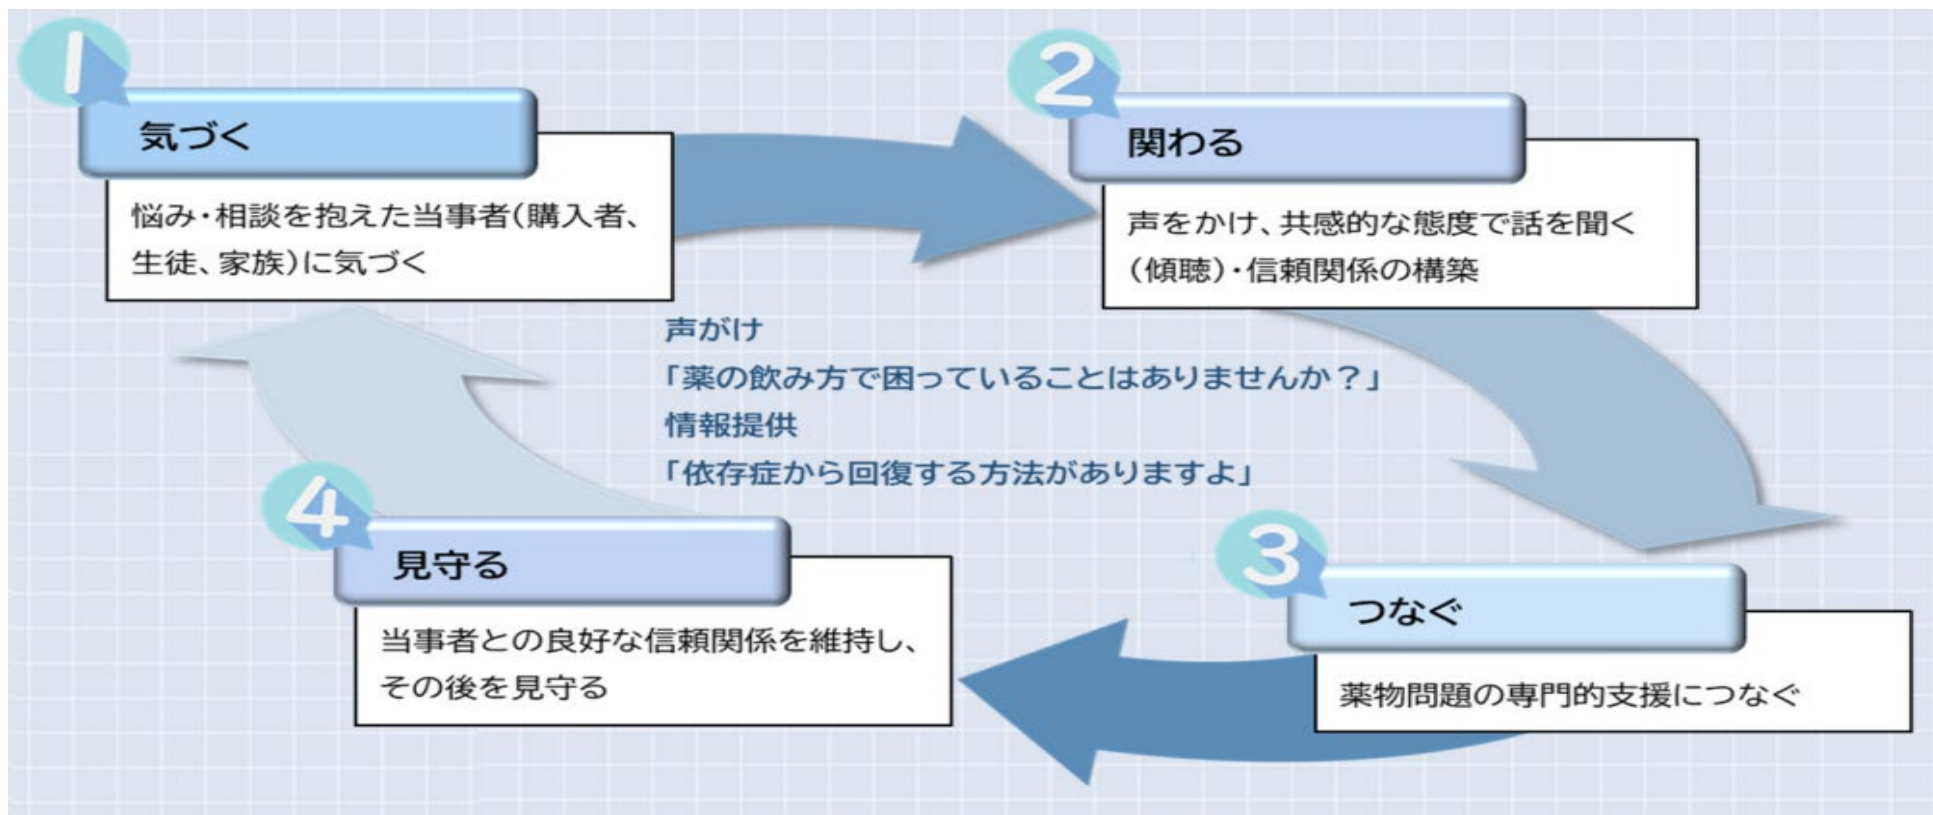 1
気づく
悩み・相談を抱えた当事者(購入者、
生徒、家族)に気づく
2
関わる
声をかけ、共感的な態度で話を聞く
(傾聴)・信頼関係の構築
声がけ
「薬の飲み方で困っていることはありませんか?」
情報提供
「依存症から回復する方法がありますよ」
3
つなぐ
薬物問題の専門的支援につなぐ
4
見守る
当事者との良好な信頼関係を維持し、
その後を見守る